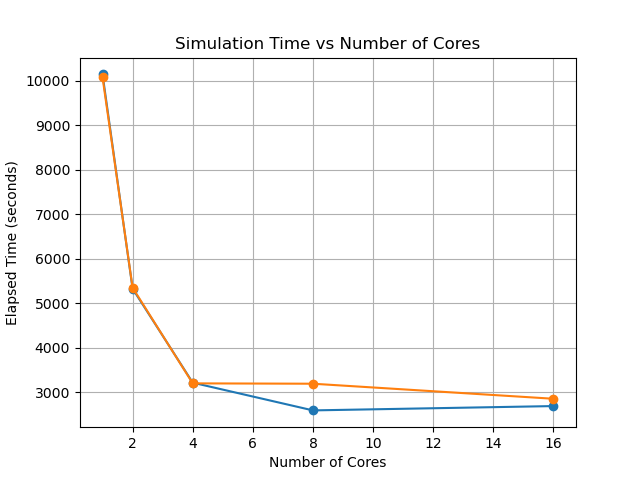 Simulation Time vs Number of Cores
10000
9000
8000
7000
6000
5000
4000
3000
Elapsed Time (seconds)
2 4 6 8 10 12 14 16
Number of Cores